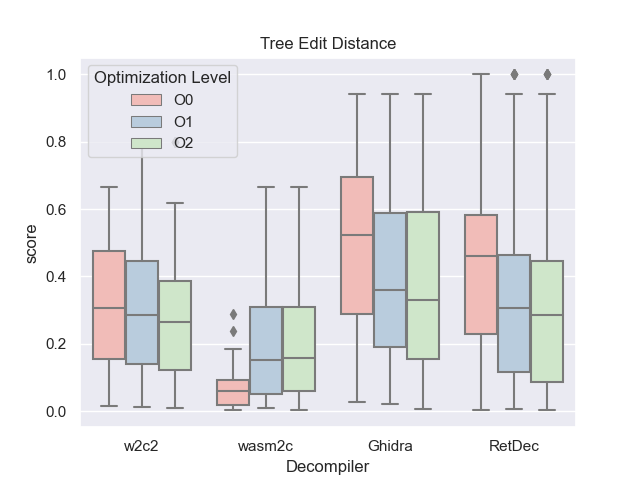 Tree Edit Distance
Optimization Level
O0
O1
O2
1.0
0.8
0.6
0.4
0.2
0.0
score
w2c2 wasm2c Ghidra RetDec
Decompiler